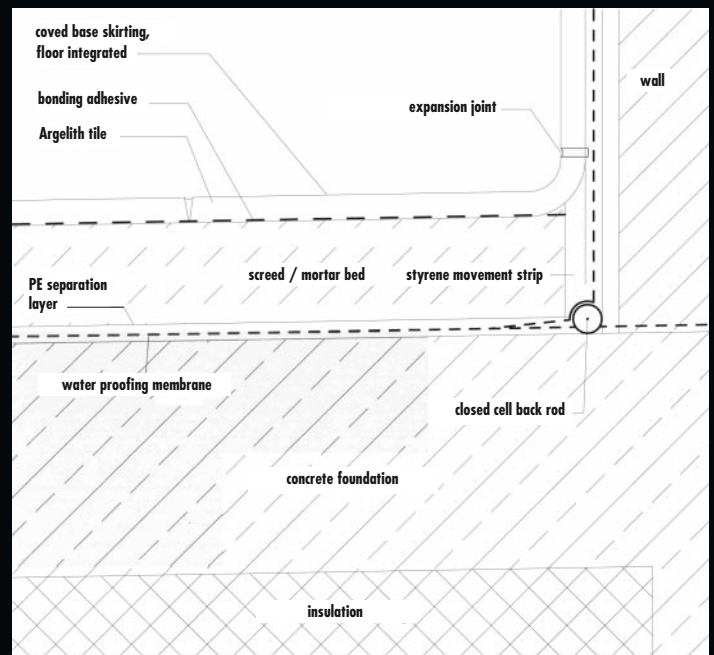 coved base skirting,
floor integrated
bonding adhesive
Argelith tile
expansion joint
wall
screed / mortar bed
styrene movement strip
PE separation
layer
water proofing membrane
closed cell back rod
concrete foundation
insulation